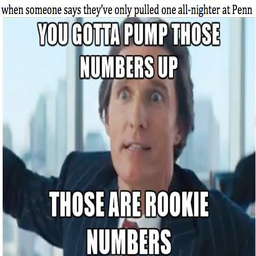 when someone says they've only pulled one all-nighter at Penn
YOU GOTTA PUMP THOSE
NUMBERS UP
THOSE ARE ROOKIE
NUMBERS